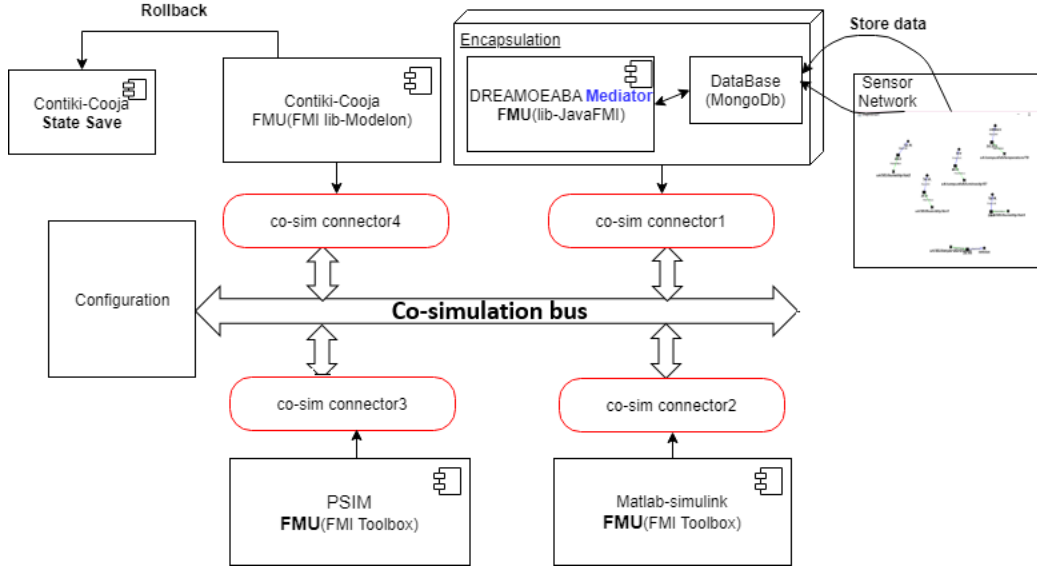 Rollback
Store data
Encapsulation
Contiki-Cooja
State Save
Contiki-Cooja
FMU(FMI lib-Modelon)
DREAMOEABA Mediator
FMU(lib-JavaFMI)
DataBase
(MongoDb)
Sensor
Network
co-sim connector4
co-sim connector1
Configuration
Co-simulation bus
co-sim connector3
co-sim connector2
PSIM
FMU(FMI Toolbox)
Matlab-simulink
FMU(FMI Toolbox)